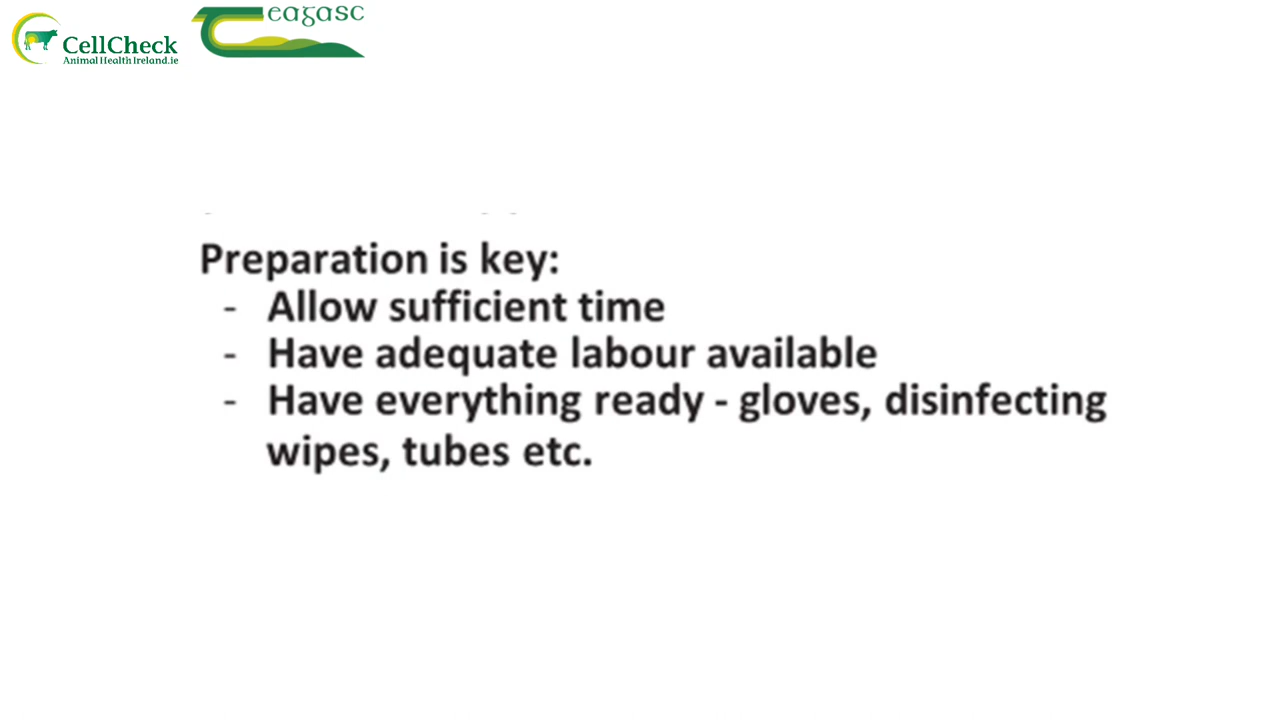 CellCheck
Animal Health Ireland.ie
Teagasc
Preparation is key:
- Allow sufficient time
- Have adequate labour available
- Have everything ready - gloves, disinfecting
wipes, tubes etc.